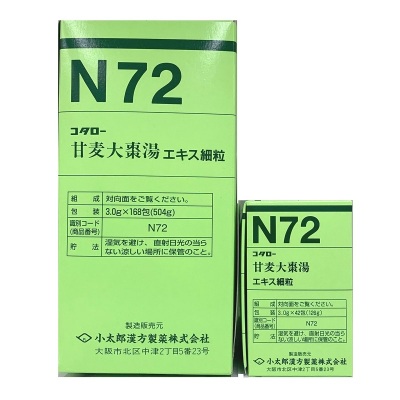 N72
コタロー
甘麦大棗湯 エキス細粒
組成 対向面をご覧ください。
包装 3.0g×168包(504g)
識別コード
(商品番号) N72
貯法 湿気を避け、直射日光の当ら
ない涼しい場所に保管のこと。
製造販売元
小太郎漢方製薬株式会社
大阪市北区中津2丁目5番23号
N72
コタロー
甘麦大棗湯
エキス細粒
組成 対向面をご覧ください。
包装 3.0g×42包(126g)
識別コード
(商品番号) N72
貯法 湿気を避け、直射日光の当ら
ない涼しい場所に保管のこと。
製造販売元
小太郎漢方製薬株式会社
大阪市北区中津2丁目5番23号